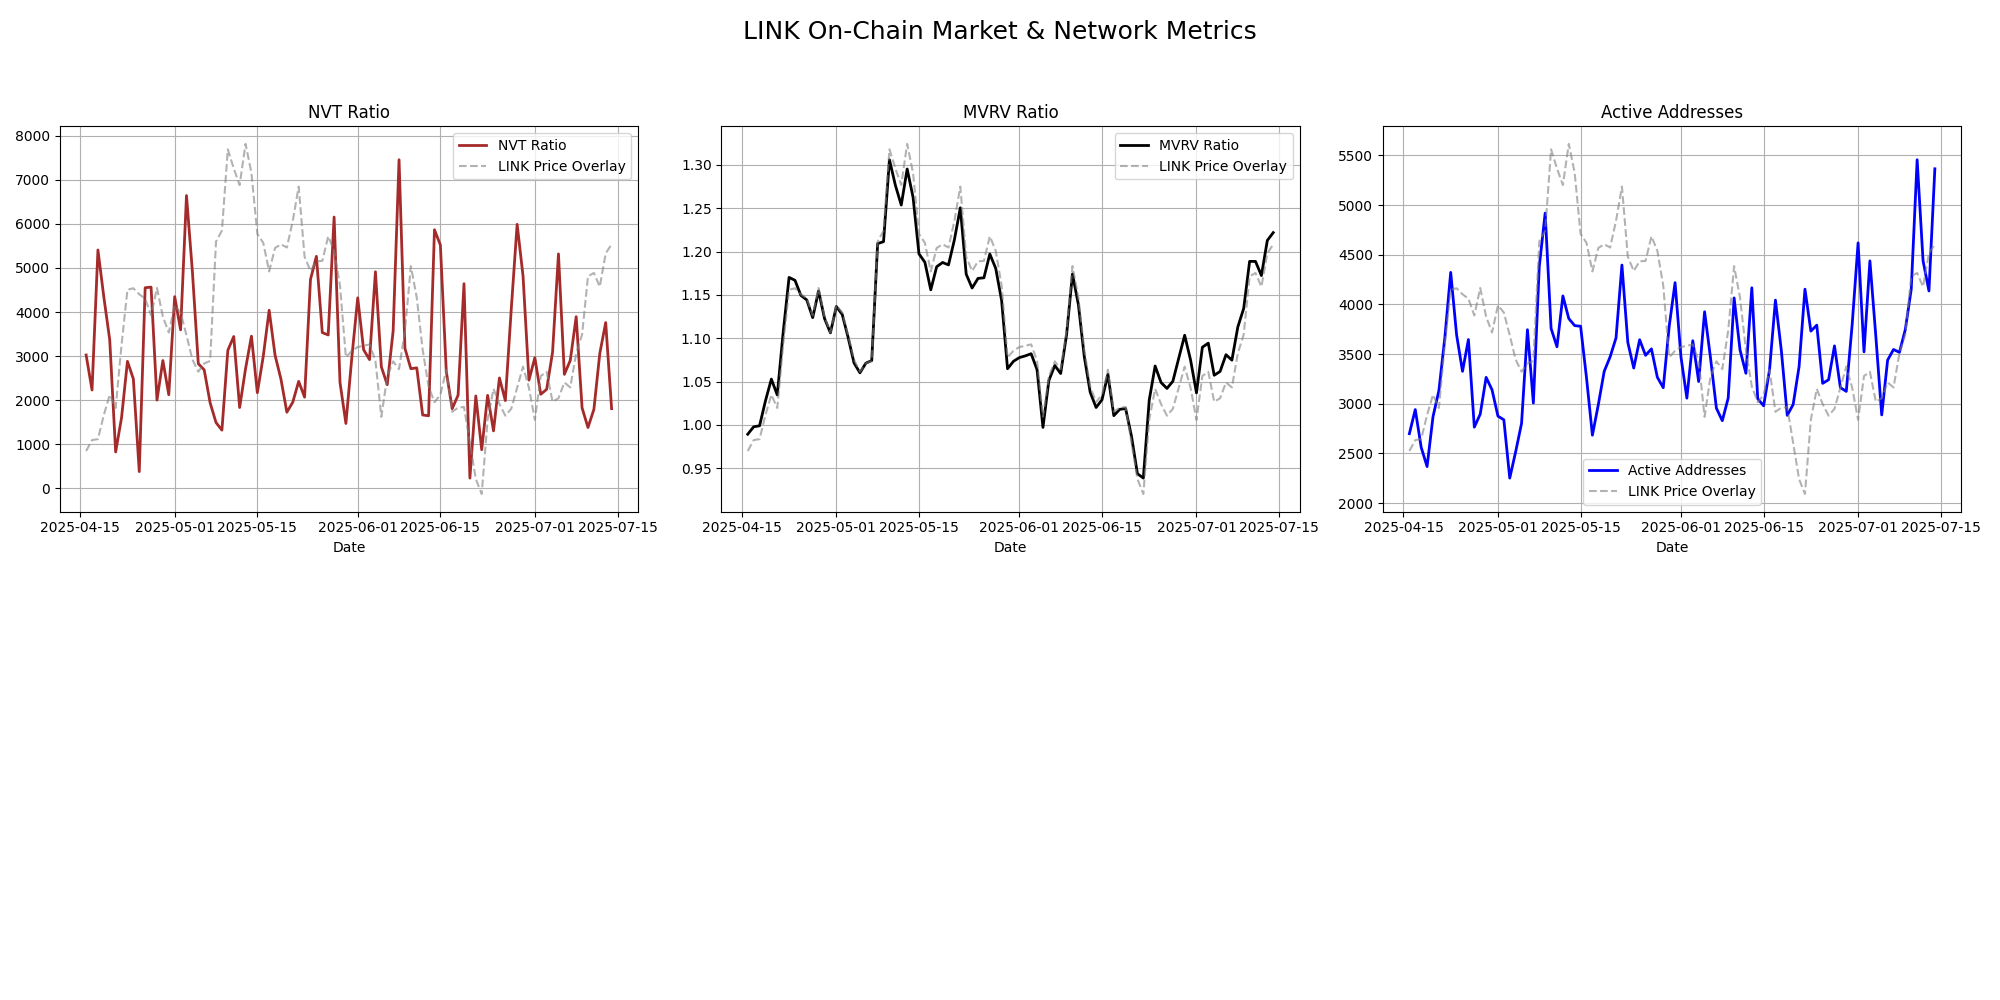 LINK On-Chain Market & Network Metrics
NVT Ratio
8000
7000
6000
5000
4000
3000
2000
1000
0
NVT Ratio
LINK Price Overlay
2025-04-15 2025-05-01 2025-05-15 2025-06-01 2025-06-15 2025-07-01 2025-07-15
Date
MVRV Ratio
1.30
1.25
1.20
1.15
1.10
1.05
1.00
0.95
MVRV Ratio
LINK Price Overlay
2025-04-15 2025-05-01 2025-05-15 2025-06-01 2025-06-15 2025-07-01 2025-07-15
Date
Active Addresses
5500
5000
4500
4000
3500
3000
2500
2000
Active Addresses
LINK Price Overlay
2025-04-15 2025-05-01 2025-05-15 2025-06-01 2025-06-15 2025-07-01 2025-07-15
Date